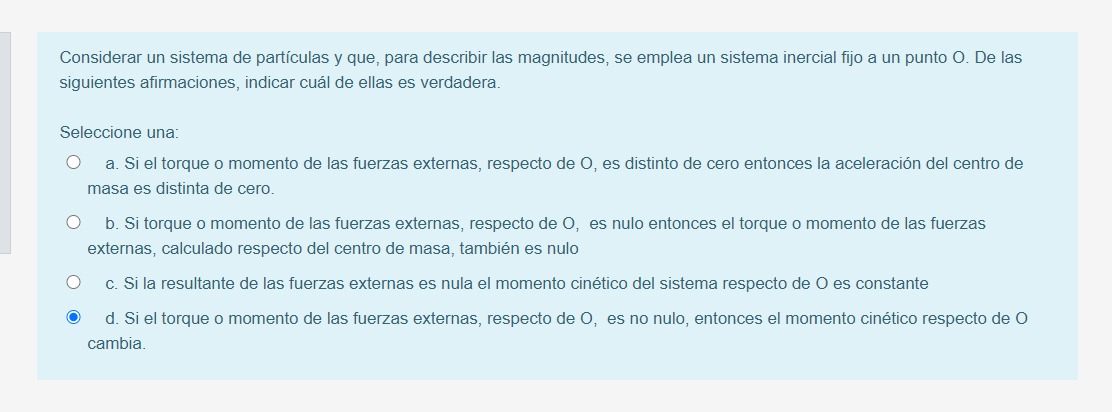 Considerar un sistema de partículas y que, para describir las magnitudes, se emplea un sistema inercial fijo a un punto O. De las
siguientes afirmaciones, indicar cuál de ellas es verdadera.
Seleccione una:
a. Si el torque o momento de las fuerzas externas, respecto de O, es distinto de cero entonces la aceleración del centro de
masa es distinta de cero.
b. Si torque o momento de las fuerzas externas, respecto de O, es nulo entonces el torque o momento de las fuerzas
externas, calculado respecto del centro de masa, también es nulo
c. Si la resultante de las fuerzas externas es nula el momento cinético del sistema respecto de O es constante
d. Si el torque o momento de las fuerzas externas, respecto de O, es no nulo, entonces el momento cinético respecto de O
cambia.